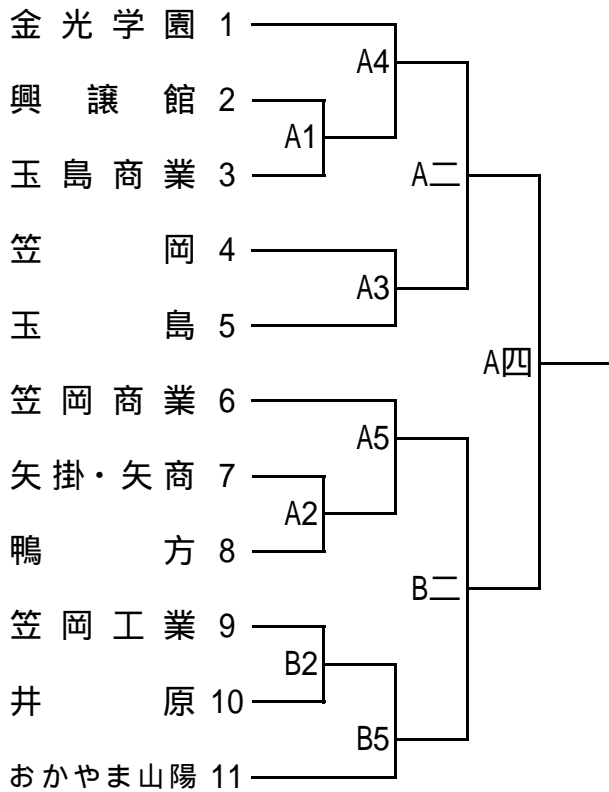 金光学園 1
A4
興譲館 2
A1
玉島商業 3
A二
笠岡 4
A3
玉島 5
A四
笠岡商業 6
A5
矢掛・矢商 7
A2
鴨方 8
B二
笠岡工業 9
B2
井原 10
B5
おかやま山陽 11